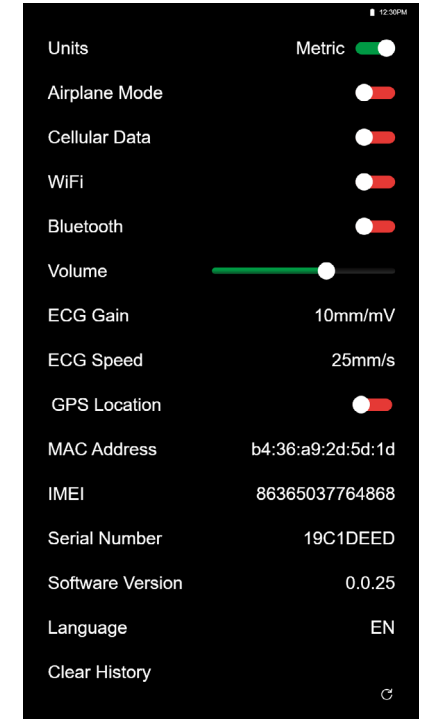 12:30PM
Units Metric
Airplane Mode
Cellular Data
WiFi
Bluetooth
Volume
ECG Gain 10mm/mV
ECG Speed 25mm/s
GPS Location
MAC Address b4:36:a9:2d:5d:1d
IMEI 86365037764868
Serial Number 19C1DEED
Software Version 0.0.25
Language EN
Clear History